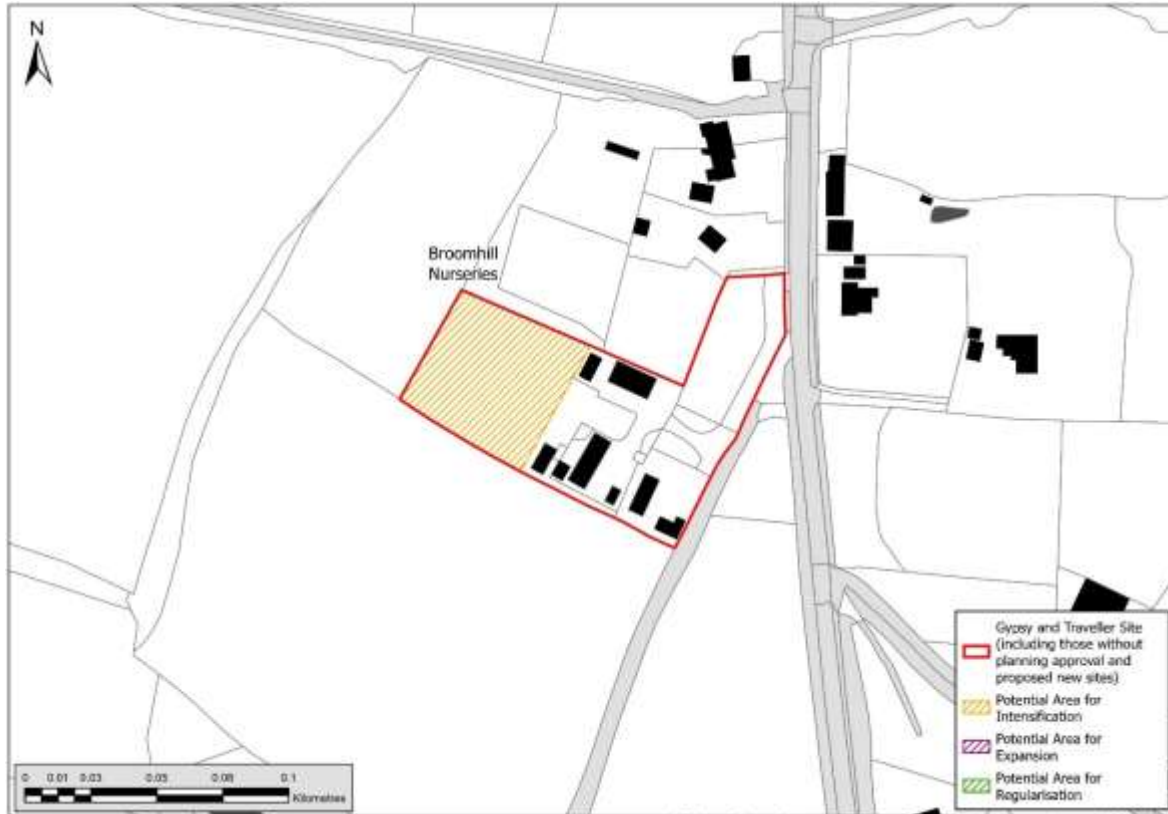 N
Broomhill
Nurseries
Gypsy and Traveller Site
(including those without
planning approval and
proposed new sites)
Potential Area for
Intensification
Potential Area for
Expansion
Potential Area for
Regularisation
0 0.01 0.03 0.05 0.08 0.1
Kilometres